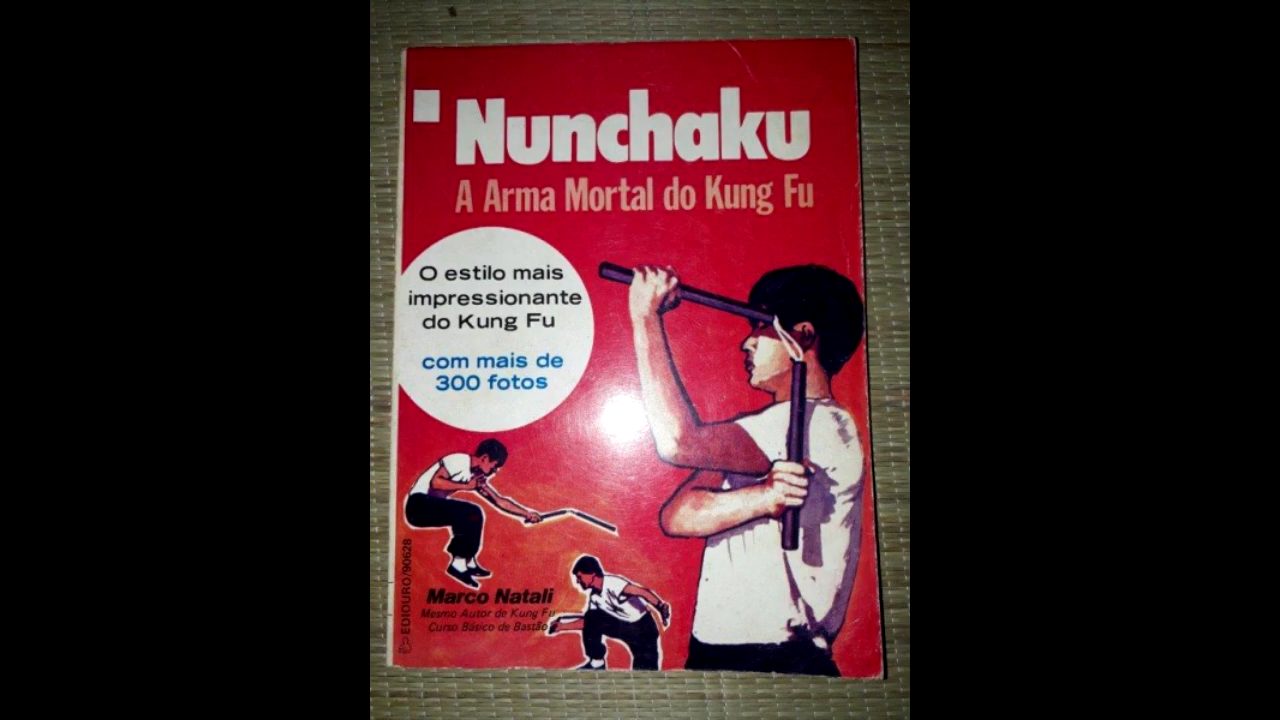 Nunchaku
A Arma Mortal do Kung Fu
O estilo mais
impressionante
do Kung Fu
com mais de
300 fotos
Marco Natali
Mesmo Autor de Kung Fu
Curso Básico de Bastão
EDIOURO/90628